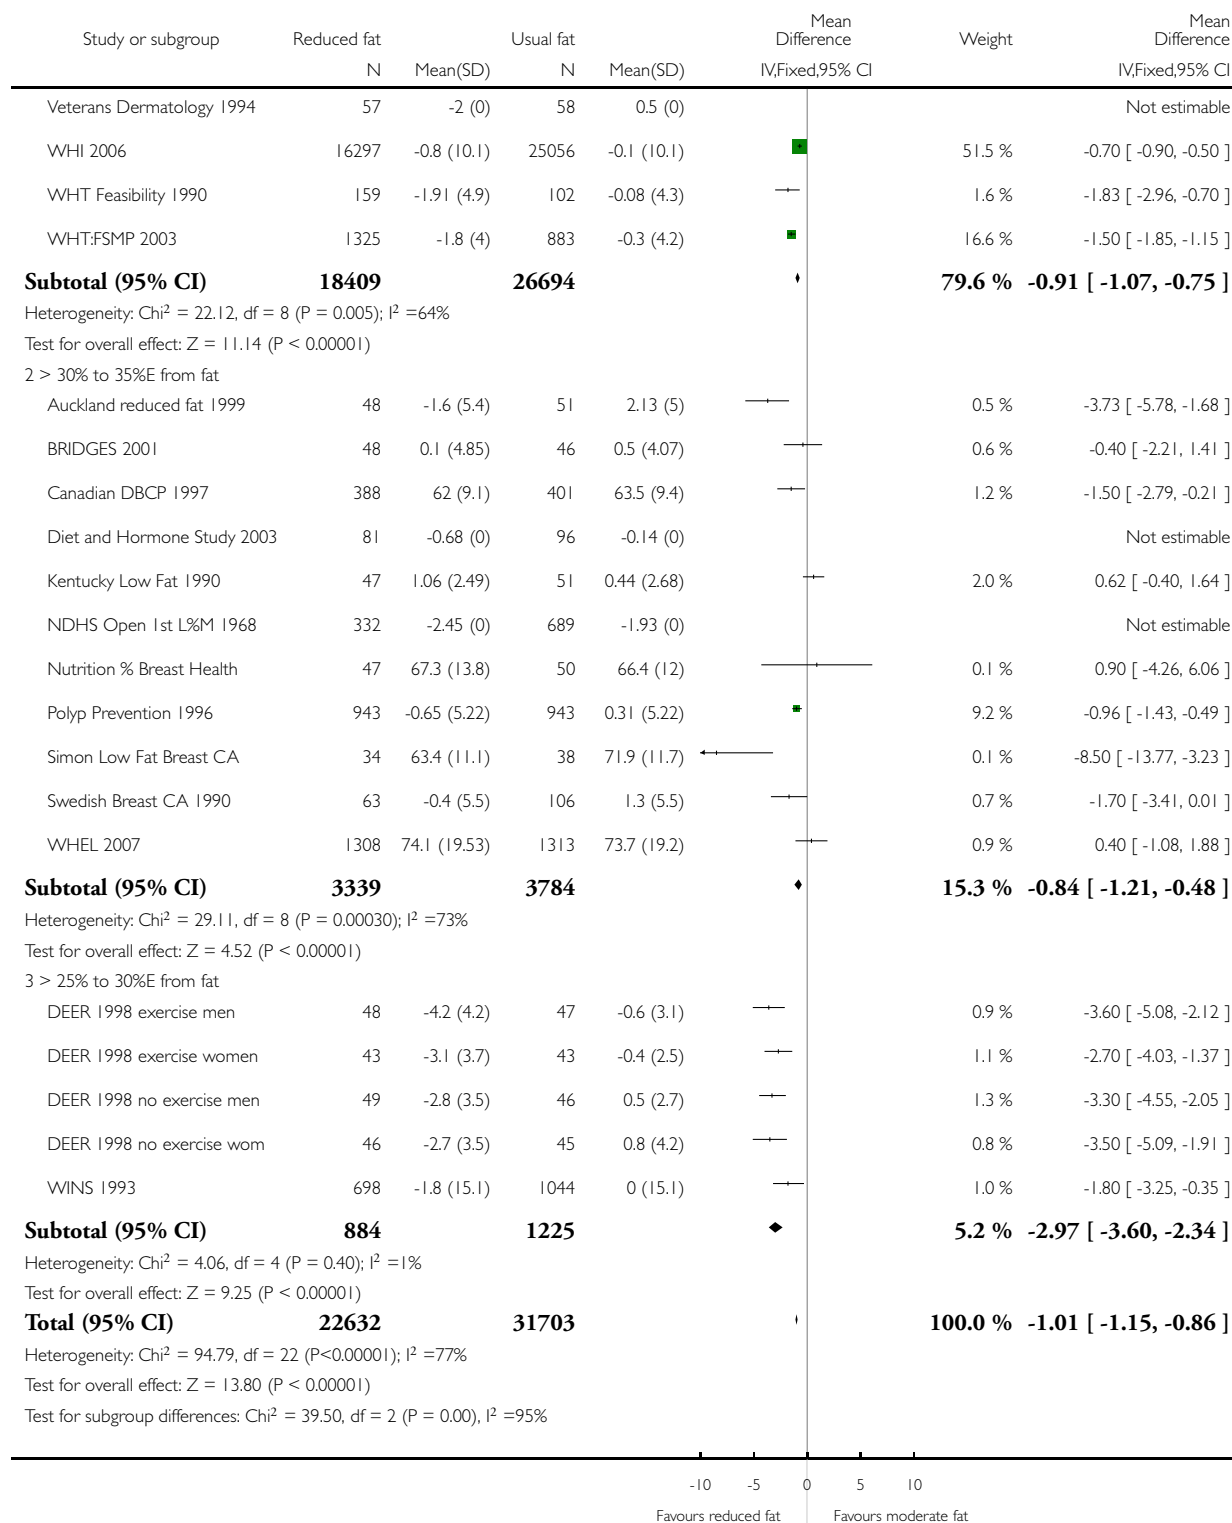 Study or subgroup Reduced fat Usual fat Mean Difference Weight Mean Difference
N Mean(SD) N Mean(SD) IV,Fixed,95% CI IV,Fixed,95% CI
Veterans Dermatology 1994 57 -2 (0) 58 0.5 (0) Not estimable
WHI 2006 16297 -0.8 (10.1) 25056 -0.1 (10.1) 51.5 % -0.70 [ -0.90, -0.50 ]
WHT Feasibility 1990 159 -1.91 (4.9) 102 -0.08 (4.3) 1.6 % -1.83 [ -2.96, -0.70 ]
WHT:FSMP 2003 1325 -1.8 (4) 883 -0.3 (4.2) 16.6 % -1.50 [ -1.85, -1.15 ]
Subtotal (95% CI) 18409 26694 79.6 % -0.91 [ -1.07, -0.75 ]
Heterogeneity: Chi² = 22.12, df = 8 (P = 0.005); I² =64%
Test for overall effect: Z = 11.14 (P < 0.00001)
2 > 30% to 35%E from fat
Auckland reduced fat 1999 48 -1.6 (5.4) 51 2.13 (5) 0.5 % -3.73 [ -5.78, -1.68 ]
BRIDGES 2001 48 0.1 (4.85) 46 0.5 (4.07) 0.6 % -0.40 [ -2.21, 1.41 ]
Canadian DBCP 1997 388 62 (9.1) 401 63.5 (9.4) 1.2 % -1.50 [ -2.79, -0.21 ]
Diet and Hormone Study 2003 81 -0.68 (0) 96 -0.14 (0) Not estimable
Kentucky Low Fat 1990 47 1.06 (2.49) 51 0.44 (2.68) 2.0 % 0.62 [ -0.40, 1.64 ]
NDHS Open 1st L%M 1968 332 -2.45 (0) 689 -1.93 (0) Not estimable
Nutrition % Breast Health 47 67.3 (13.8) 50 66.4 (12) 0.1 % 0.90 [ -4.26, 6.06 ]
Polyp Prevention 1996 943 -0.65 (5.22) 943 0.31 (5.22) 9.2 % -0.96 [ -1.43, -0.49 ]
Simon Low Fat Breast CA 34 63.4 (11.1) 38 71.9 (11.7) 0.1 % -8.50 [ -13.77, -3.23 ]
Swedish Breast CA 1990 63 -0.4 (5.5) 106 1.3 (5.5) 0.7 % -1.70 [ -3.41, 0.01 ]
WHEL 2007 1308 74.1 (19.53) 1313 73.7 (19.2) 0.9 % 0.40 [ -1.08, 1.88 ]
Subtotal (95% CI) 3339 3784 15.3 % -0.84 [ -1.21, -0.48 ]
Heterogeneity: Chi² = 29.11, df = 8 (P = 0.00030); I² =73%
Test for overall effect: Z = 4.52 (P < 0.00001)
3 > 25% to 30%E from fat
DEER 1998 exercise men 48 -4.2 (4.2) 47 -0.6 (3.1) 0.9 % -3.60 [ -5.08, -2.12 ]
DEER 1998 exercise women 43 -3.1 (3.7) 43 -0.4 (2.5) 1.1 % -2.70 [ -4.03, -1.37 ]
DEER 1998 no exercise men 49 -2.8 (3.5) 46 0.5 (2.7) 1.3 % -3.30 [ -4.55, -2.05 ]
DEER 1998 no exercise wom 46 -2.7 (3.5) 45 0.8 (4.2) 0.8 % -3.50 [ -5.09, -1.91 ]
WINS 1993 698 -1.8 (15.1) 1044 0 (15.1) 1.0 % -1.80 [ -3.25, -0.35 ]
Subtotal (95% CI) 884 1225 5.2 % -2.97 [ -3.60, -2.34 ]
Heterogeneity: Chi² = 4.06, df = 4 (P = 0.40); I² =1%
Test for overall effect: Z = 9.25 (P < 0.00001)
Total (95% CI) 22632 31703 100.0 % -1.01 [ -1.15, -0.86 ]
Heterogeneity: Chi² = 94.79, df = 22 (P<0.00001); I² =77%
Test for overall effect: Z = 13.80 (P < 0.00001)
Test for subgroup differences: Chi² = 39.50, df = 2 (P = 0.00), I² =95%
-10 -5 0 5 10
Favours reduced fat Favours moderate fat